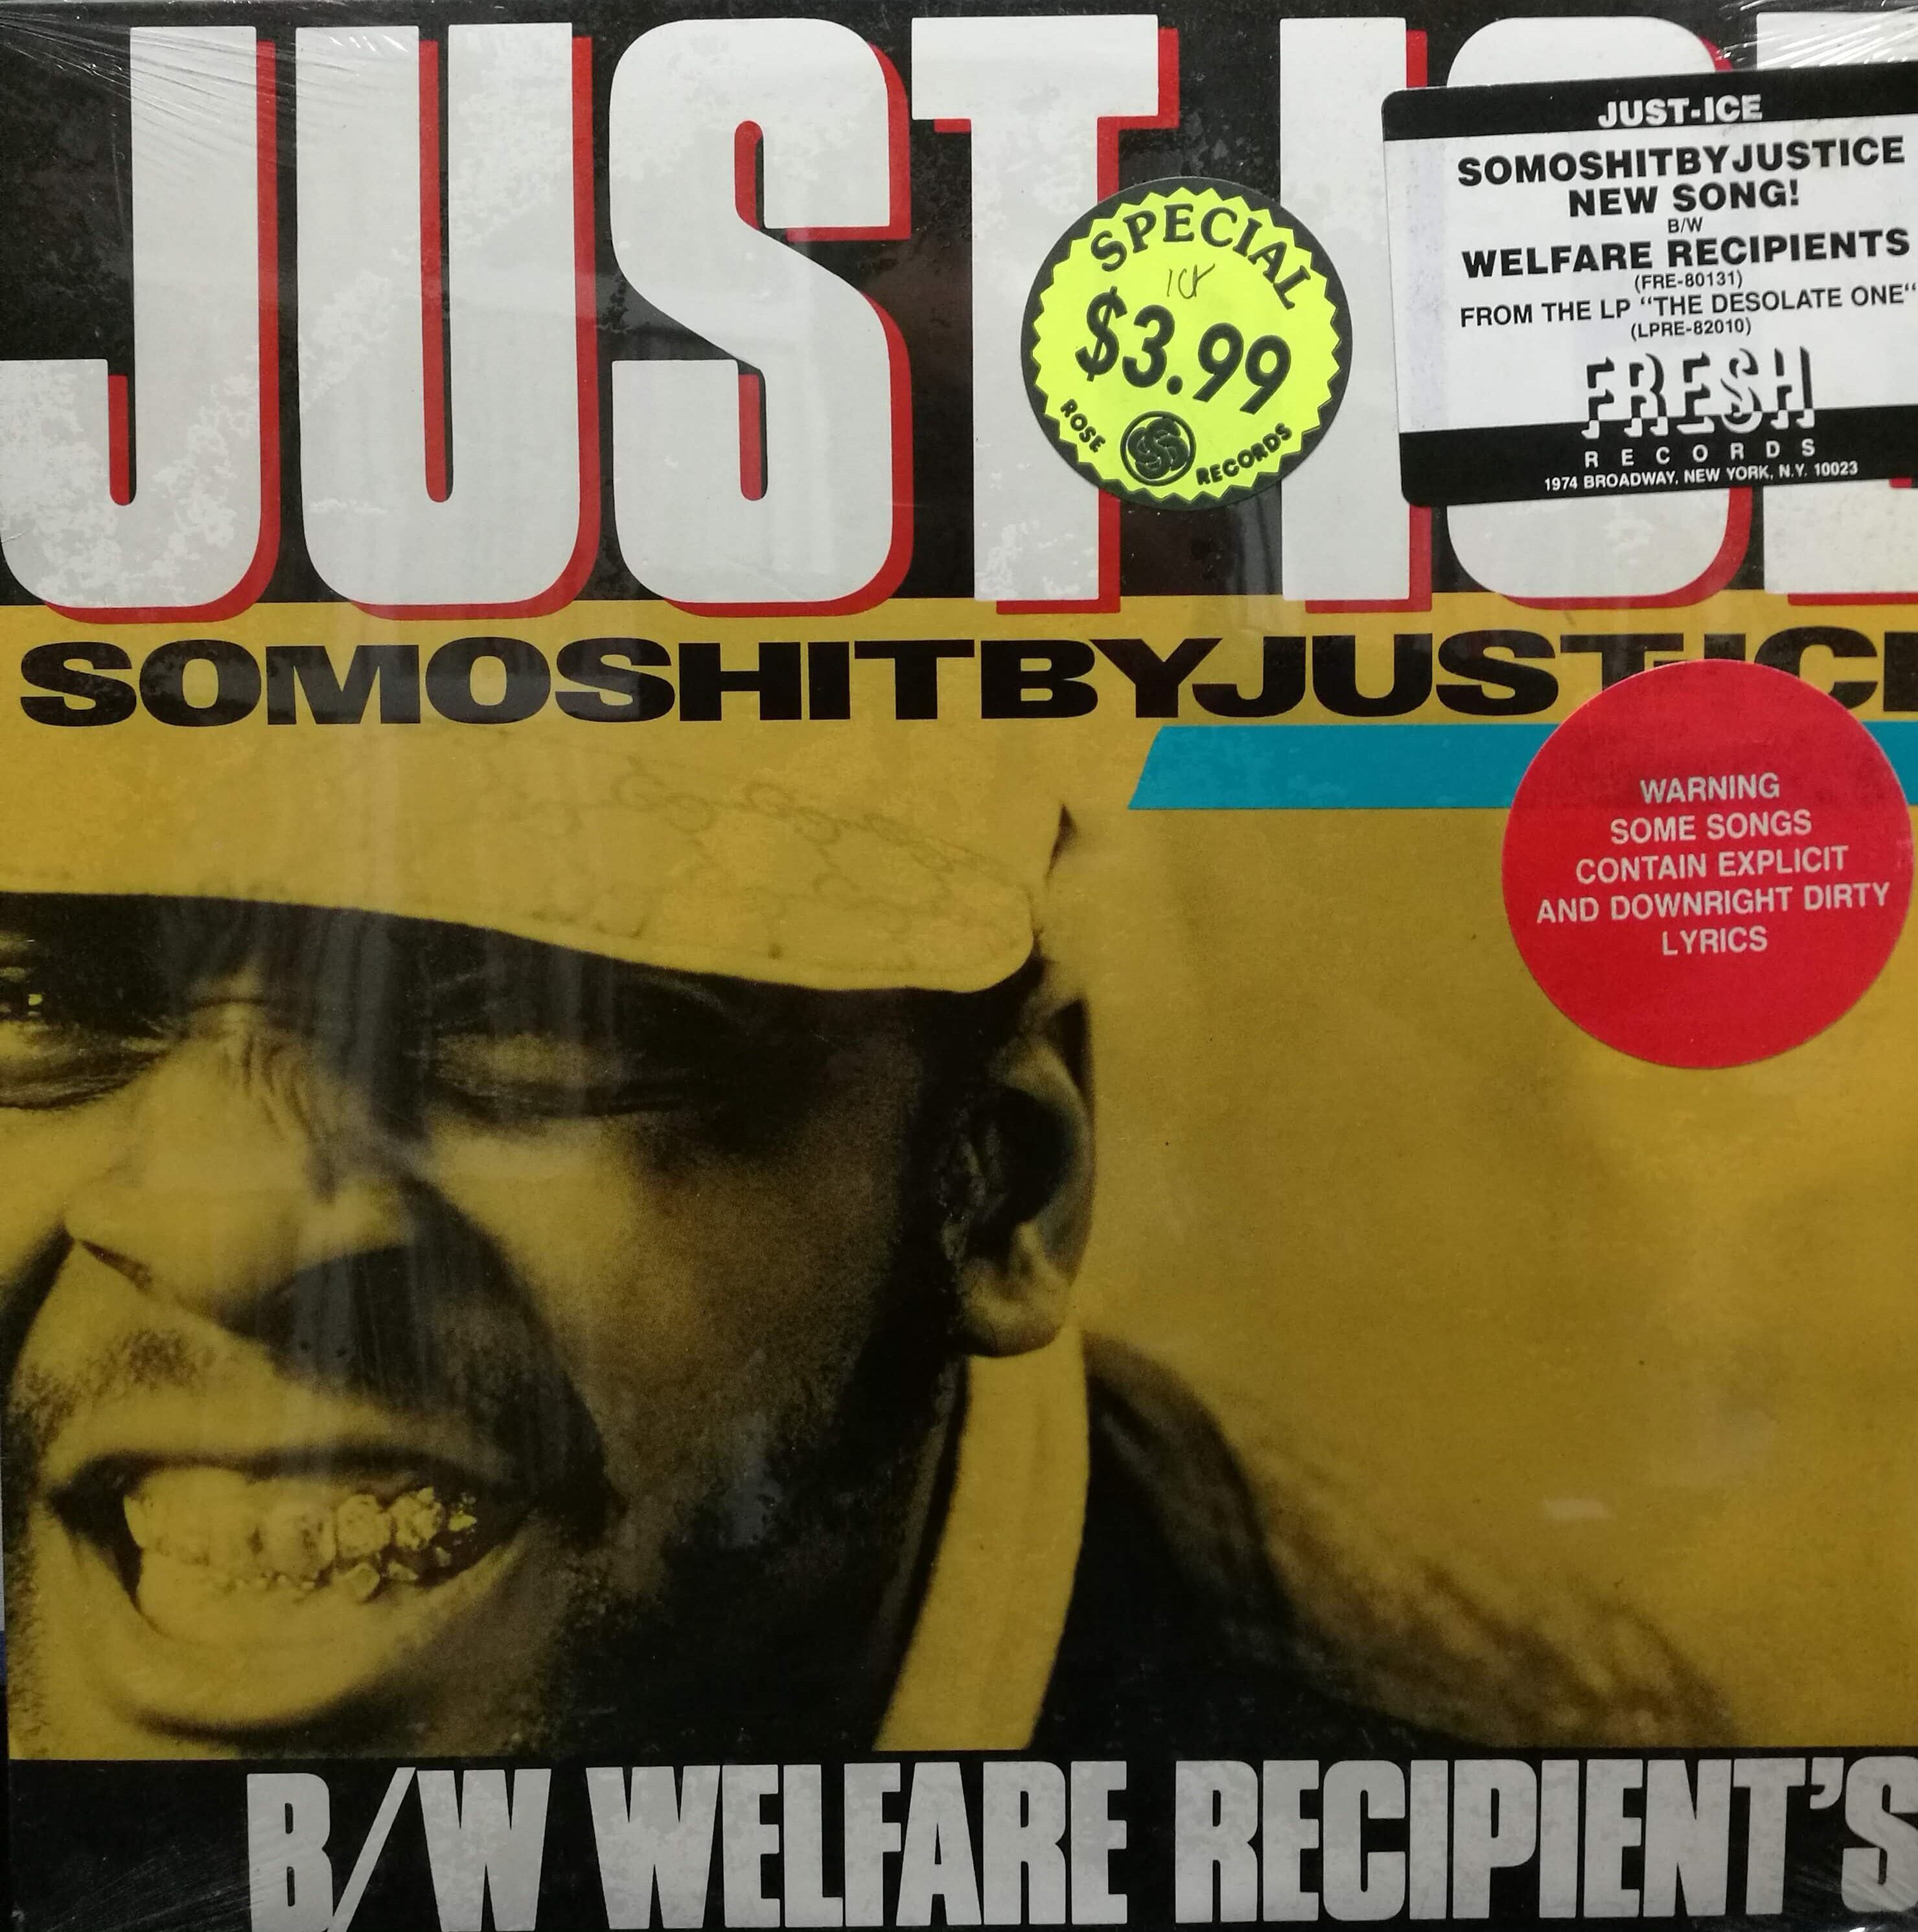 JUST ICE
JUST-ICE
SOMOSHITBYJUSTICE
NEW SONG!
B/W
WELFARE RECIPIENTS
(FRE-80131)
FROM THE LP "THE DESOLATE ONE"
(LPRE-82010)
FRESH
RECORDS
1974 BROADWAY, NEW YORK, N.Y. 10023
SPECIAL
$3.99
ROSE RECORDS
SOMOSHITBYJUSTICE
WARNING
SOME SONGS
CONTAIN EXPLICIT
AND DOWNRIGHT DIRTY
LYRICS
B/W WELFARE RECIPIENT'S